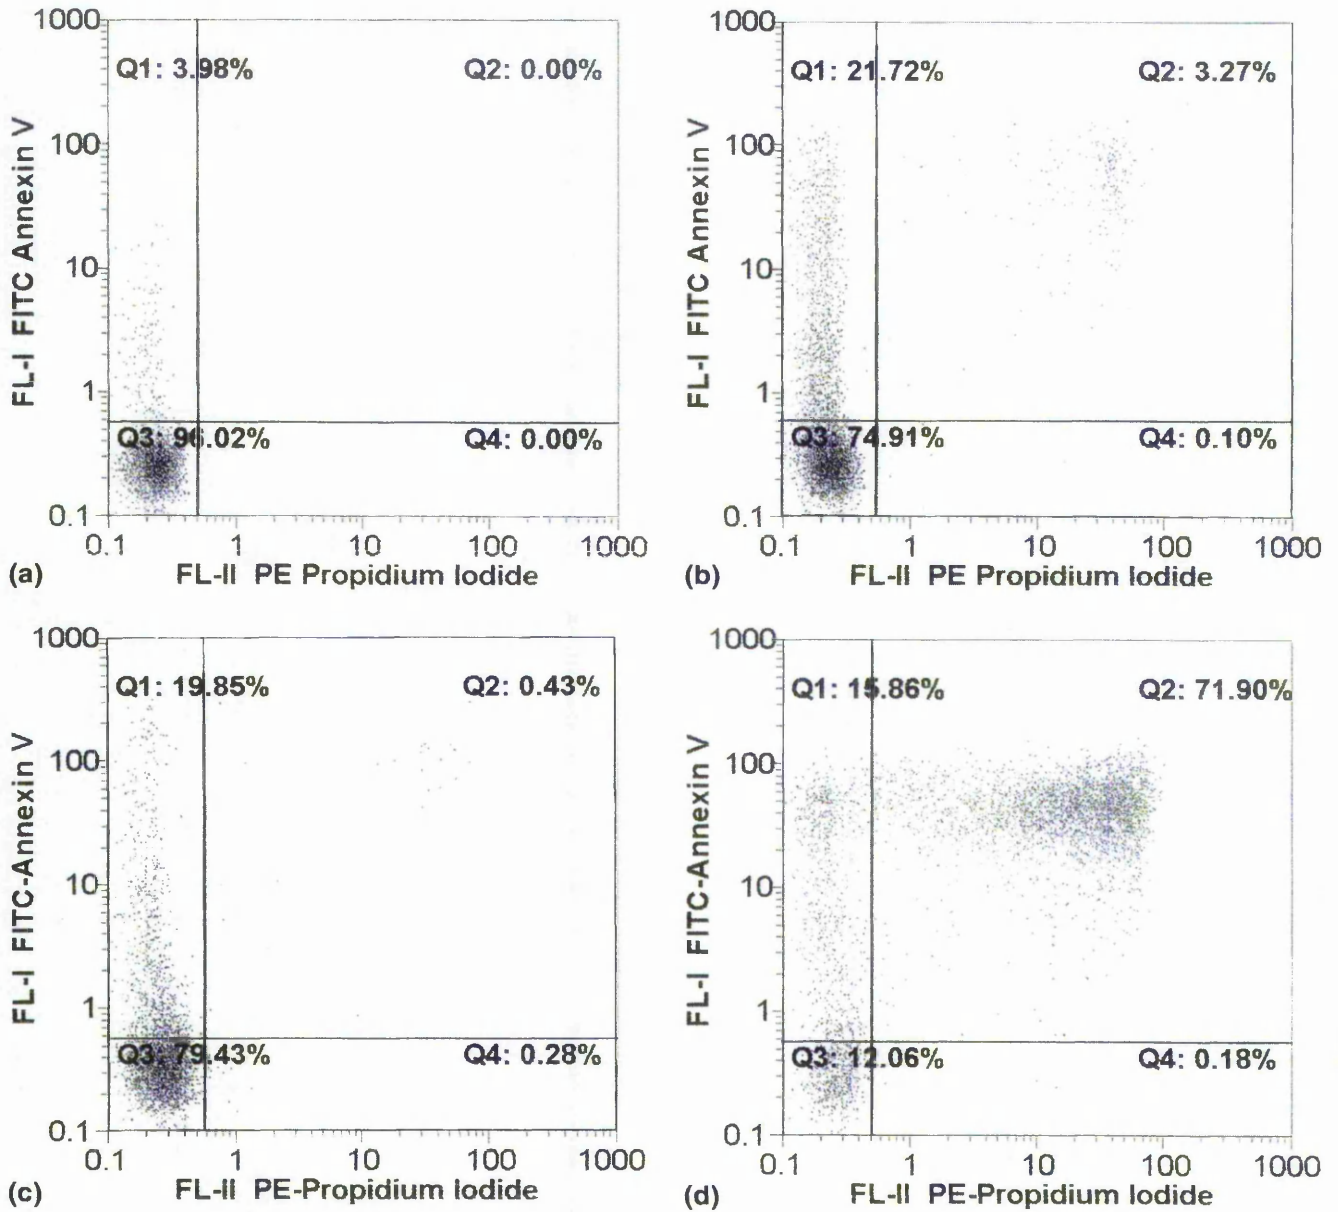 1000
Q1: 3.98%
Q2: 0.00%
100
10
1
Q3: 96.02%
Q4: 0.00%
0.1
0.1 1 10 100 1000
FL-I FITC Annexin V
(a)
FL-II PE Propidium Iodide
1000
Q1: 21.72%
Q2: 3.27%
100
10
1
Q3: 74.91%
Q4: 0.10%
0.1
0.1 1 10 100 1000
FL-I FITC Annexin V
(b)
FL-II PE Propidium Iodide
1000
Q1: 19.85%
Q2: 0.43%
100
10
1
Q3: 79.43%
Q4: 0.28%
0.1
0.1 1 10 100 1000
FL-I FITC-Annexin V
(c)
FL-II PE-Propidium Iodide
1000
Q1: 15.86%
Q2: 71.90%
100
10
1
Q3: 12.06%
Q4: 0.18%
0.1
0.1 1 10 100 1000
FL-I FITC-Annexin V
(d)
FL-II PE-Propidium Iodide